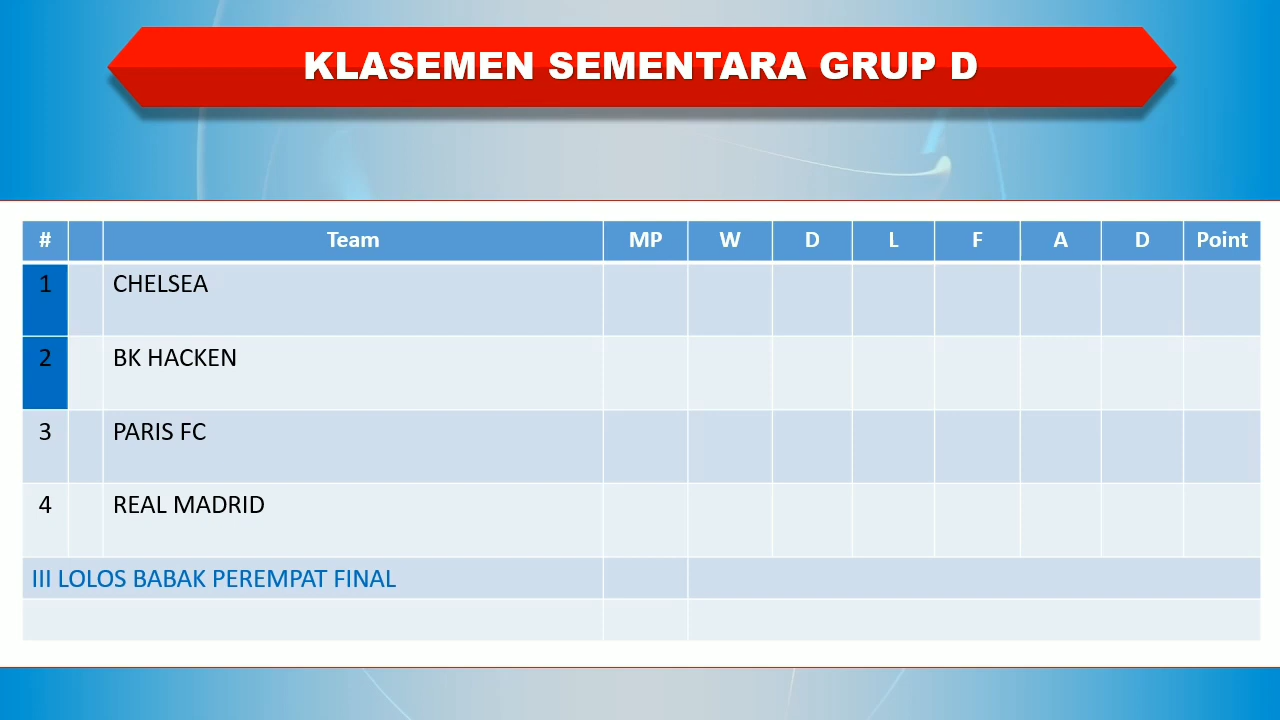 KLASEMEN SEMENTARA GRUP D
# Team MP W D L F A D Point
1 CHELSEA
2 BK HACKEN
3 PARIS FC
4 REAL MADRID
III LOLOS BABAK PEREMPAT FINAL